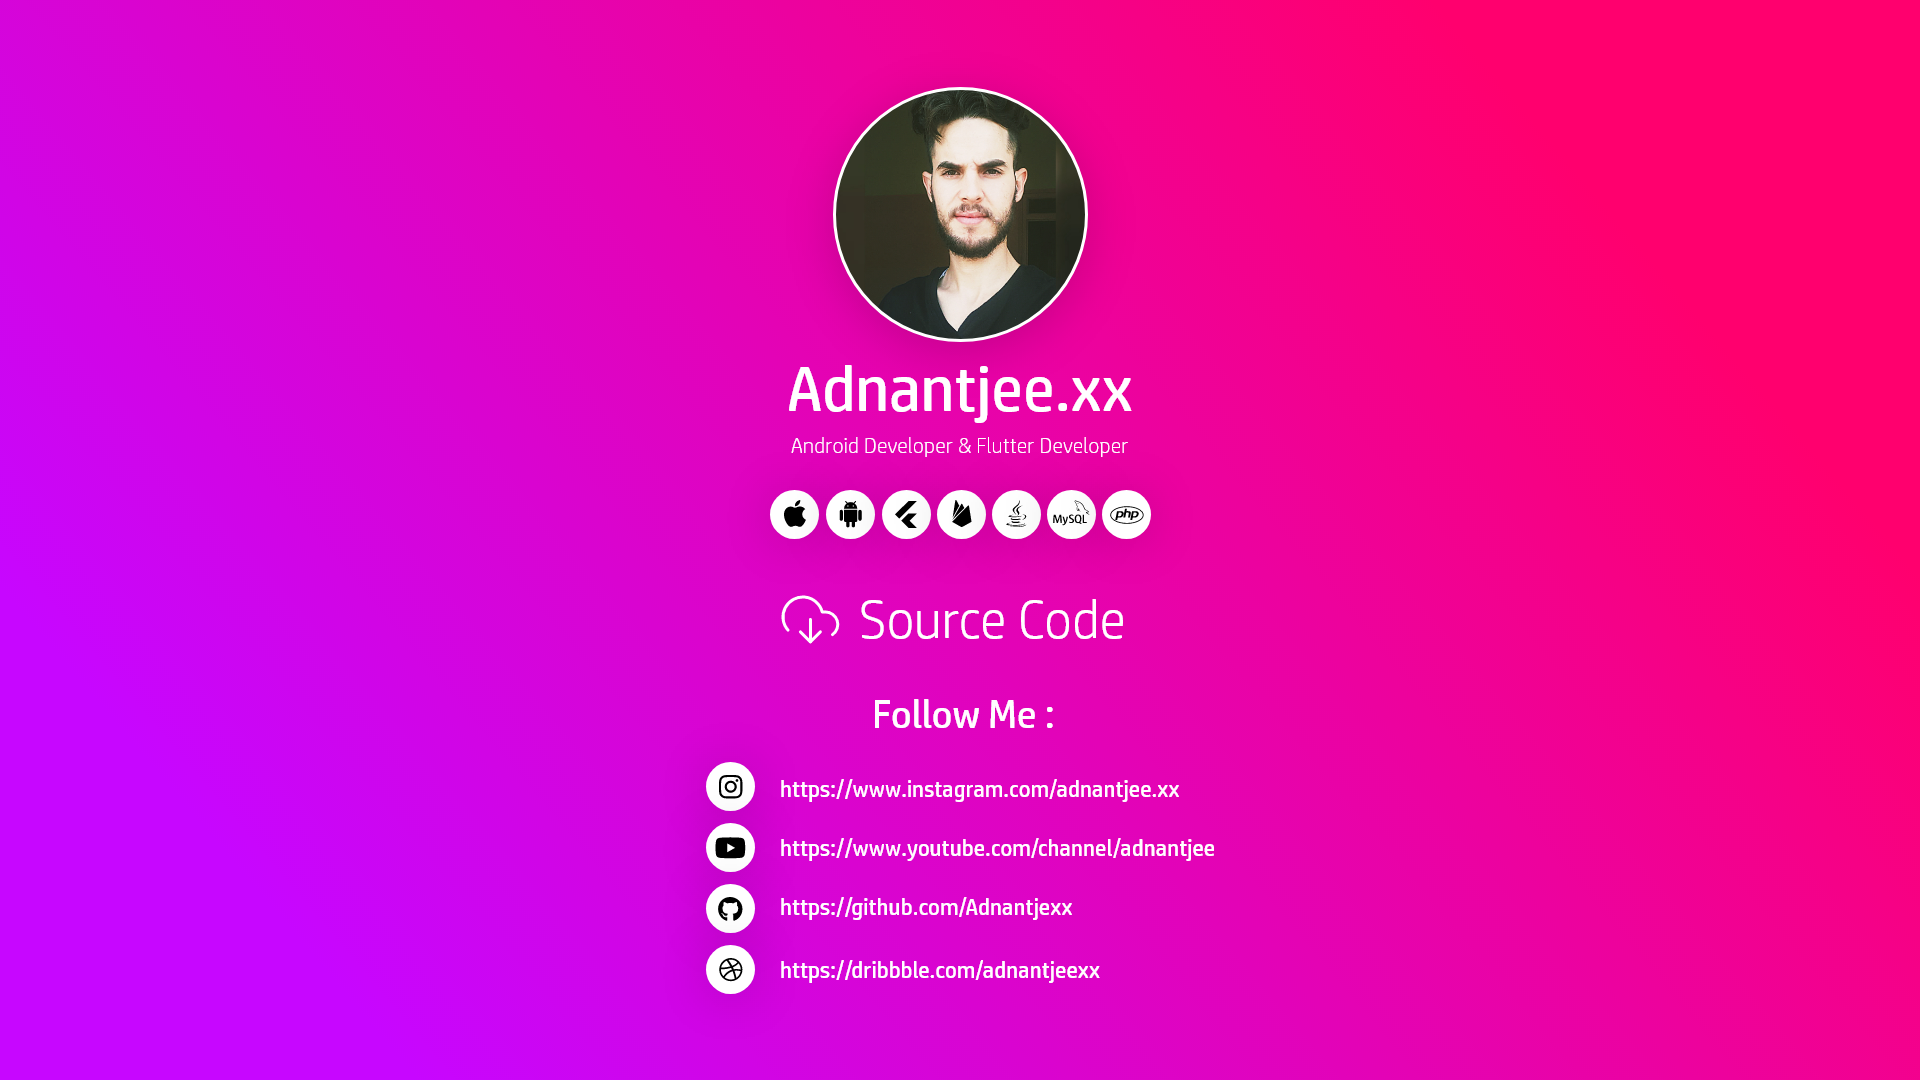 Adnantjee.xx
Android Developer & Flutter Developer
MySQL php
Source Code
Follow Me :
https://www.instagram.com/adnantjee.xx
https://www.youtube.com/channel/adnantjee
https://github.com/Adnantjexx
https://dribbble.com/adnantjeexx